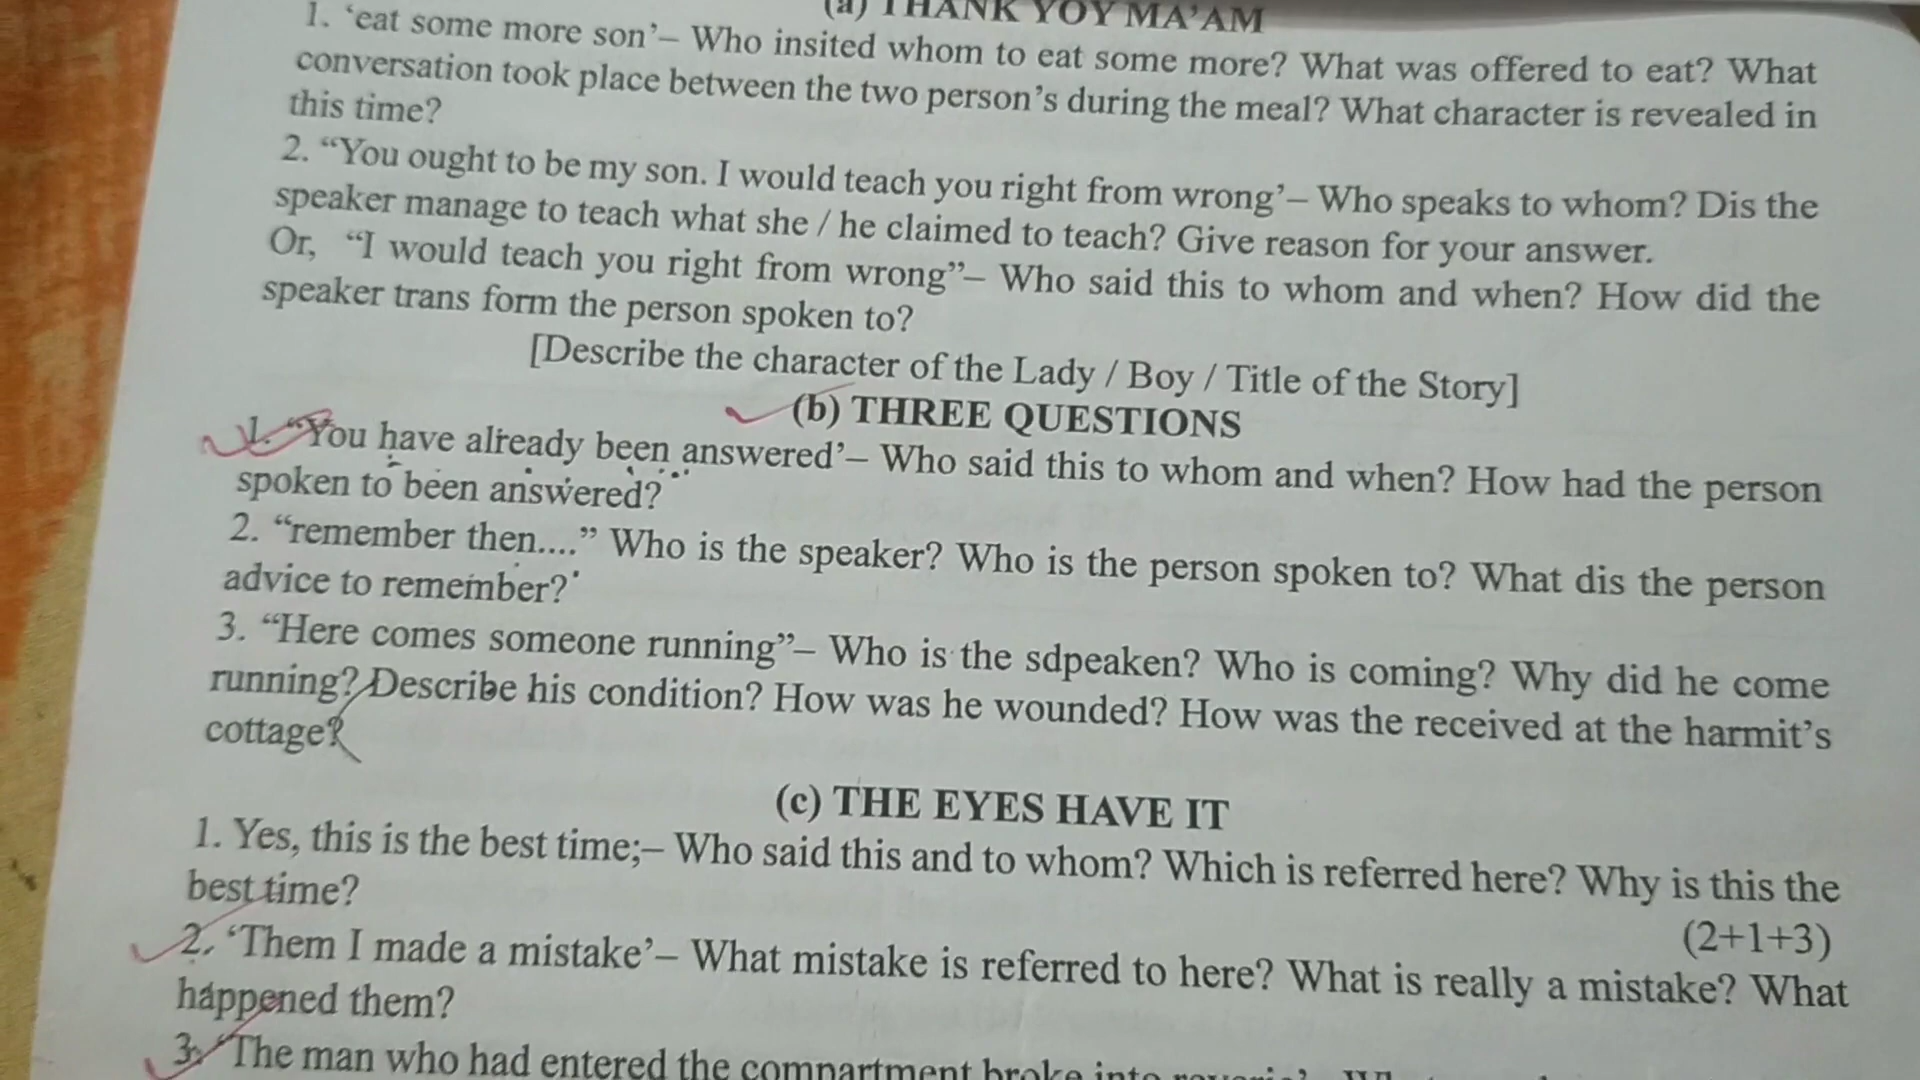 (a) THANK YOY MA'AM
1. 'eat some more son'– Who insited whom to eat some more? What was offered to eat? What
conversation took place between the two person's during the meal? What character is revealed in
this time?
2. “You ought to be my son. I would teach you right from wrong'– Who speaks to whom? Dis the
speaker manage to teach what she / he claimed to teach? Give reason for your answer.
Or, “I would teach you right from wrong”– Who said this to whom and when? How did the
speaker trans form the person spoken to?
[Describe the character of the Lady / Boy / Title of the Story]
(b) THREE QUESTIONS
1. “You have already been answered'– Who said this to whom and when? How had the person
spoken to been answered?
2. “remember then....” Who is the speaker? Who is the person spoken to? What dis the person
advice to remember?
3. “Here comes someone running”– Who is the sdpeaken? Who is coming? Why did he come
running? Describe his condition? How was he wounded? How was the received at the harmit's
cottage?
(c) THE EYES HAVE IT
1. Yes, this is the best time;– Who said this and to whom? Which is referred here? Why is this the
best time?
(2+1+3)
2. 'Them I made a mistake'– What mistake is referred to here? What is really a mistake? What
happened them?
3. 'The man who had entered the compartment broke into